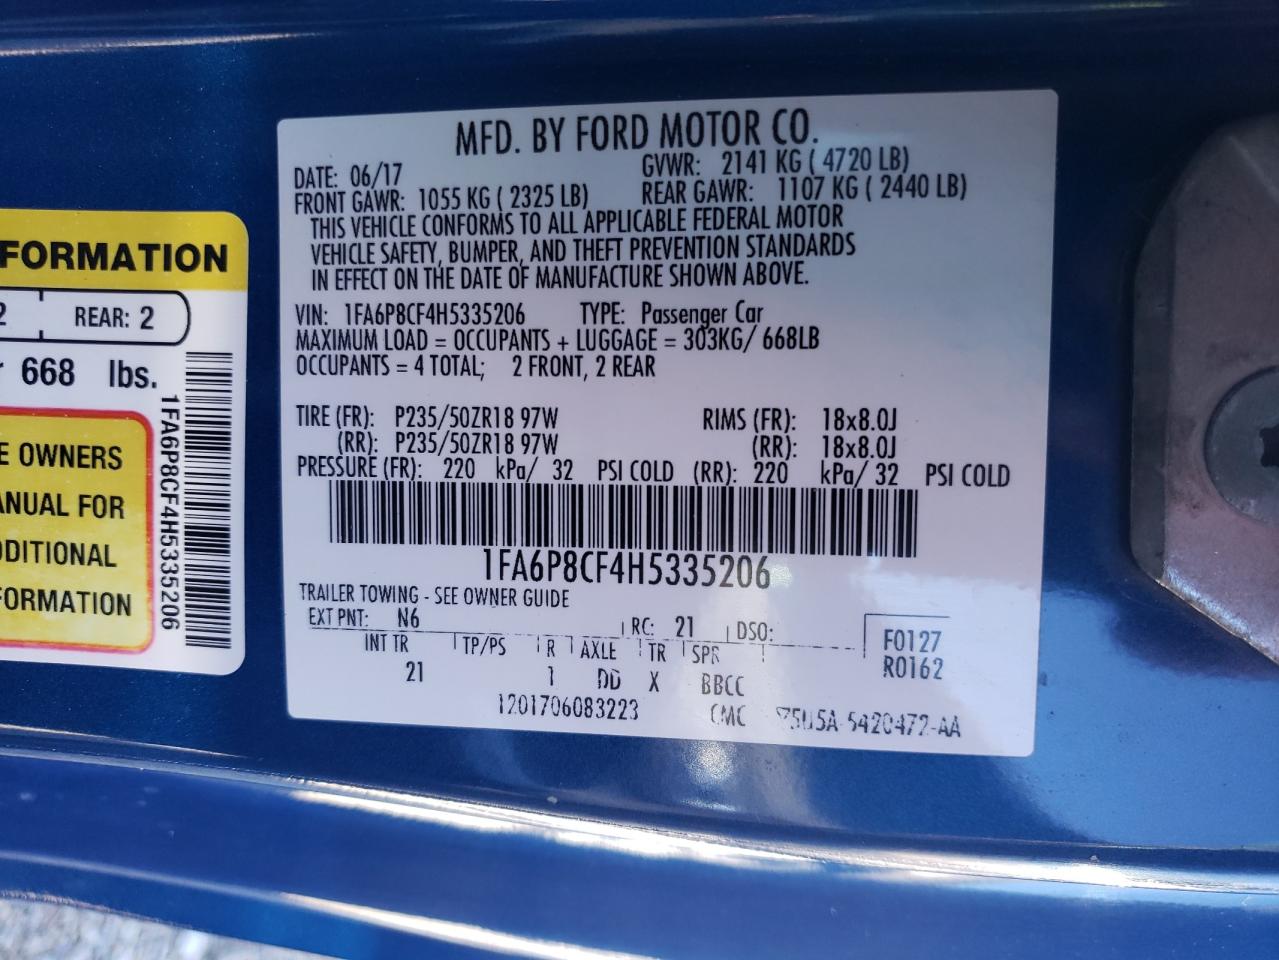 FORMATION
2 REAR: 2
r 668 lbs.
E OWNERS
ANUAL FOR
DDITIONAL
FORMATION
1FA6P8CF4H5335206
MFD. BY FORD MOTOR CO.
DATE: 06/17 GVWR: 2141 KG ( 4720 LB)
FRONT GAWR: 1055 KG ( 2325 LB) REAR GAWR: 1107 KG ( 2440 LB)
THIS VEHICLE CONFORMS TO ALL APPLICABLE FEDERAL MOTOR
VEHICLE SAFETY, BUMPER, AND THEFT PREVENTION STANDARDS
IN EFFECT ON THE DATE OF MANUFACTURE SHOWN ABOVE.
VIN: 1FA6P8CF4H5335206 TYPE: Passenger Car
MAXIMUM LOAD = OCCUPANTS + LUGGAGE = 303KG/ 668LB
OCCUPANTS = 4 TOTAL; 2 FRONT, 2 REAR
TIRE (FR): P235/50ZR18 97W RIMS (FR): 18x8.0J
(RR): P235/50ZR18 97W (RR): 18x8.0J
PRESSURE (FR): 220 kPa/ 32 PSI COLD (RR): 220 kPa/ 32 PSI COLD
1FA6P8CF4H5335206
TRAILER TOWING - SEE OWNER GUIDE
EXT PNT: N6 RC: 21 DSO: F0127
INT TR TP/PS R AXLE TR SPR R0162
21 1 DD X BBCC
1201706083223 CMC 5420472-AA